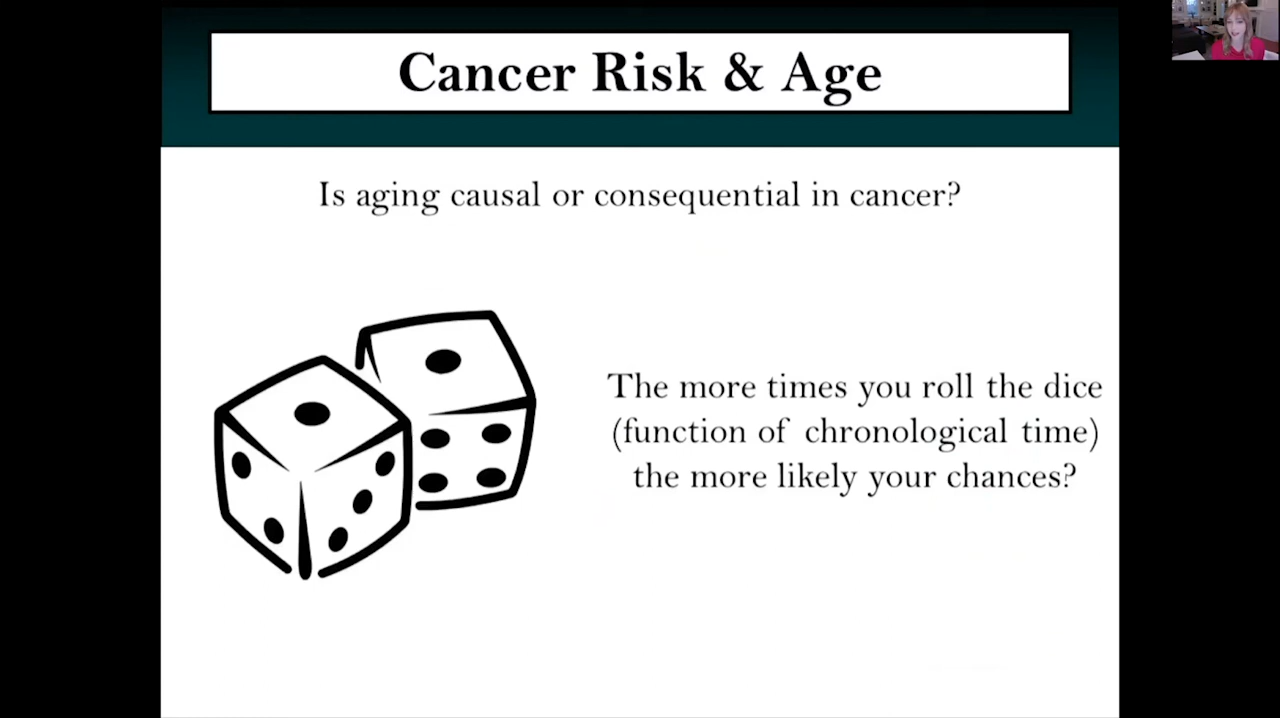 Cancer Risk & Age
Is aging causal or consequential in cancer?
The more times you roll the dice
(function of chronological time)
the more likely your chances?